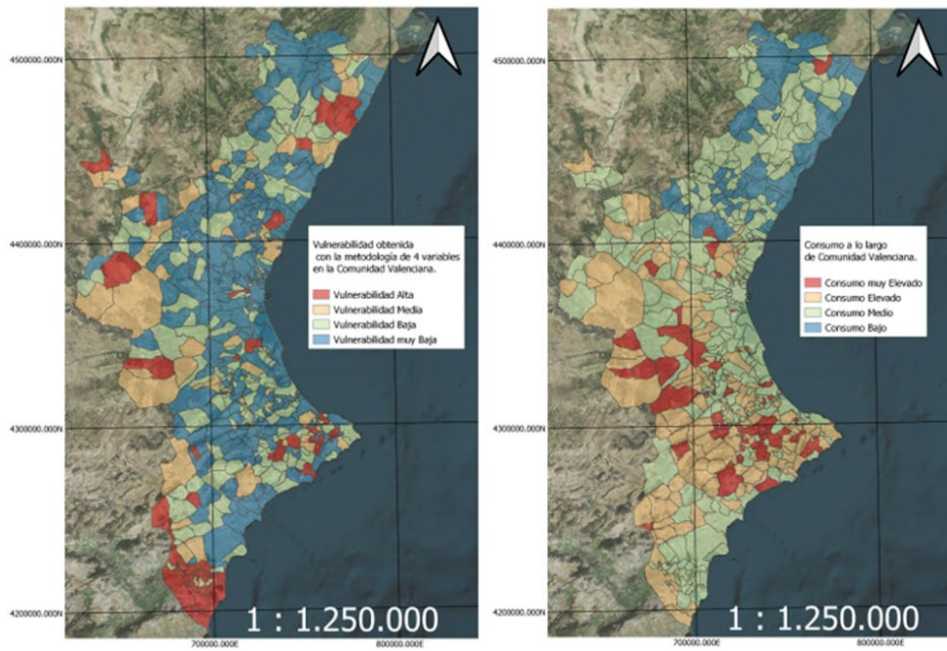 4500000.000N
4400000.000N
4300000.000N
4200000.000N
Vulnerabilidad obtenida
con la metodología de 4 variables
en la Comunidad Valenciana.
Vulnerabilidad Alta
Vulnerabilidad Media
Vulnerabilidad Baja
Vulnerabilidad muy Baja
1 : 1.250.000
700000.000E
800000.000E
4500000.000N
4400000.000N
4300000.000N
4200000.000N
Consumo a lo largo
de Comunidad Valenciana.
Consumo muy Elevado
Consumo Elevado
Consumo Medio
Consumo Bajo
1 : 1.250.000
700000.000E
800000.000E